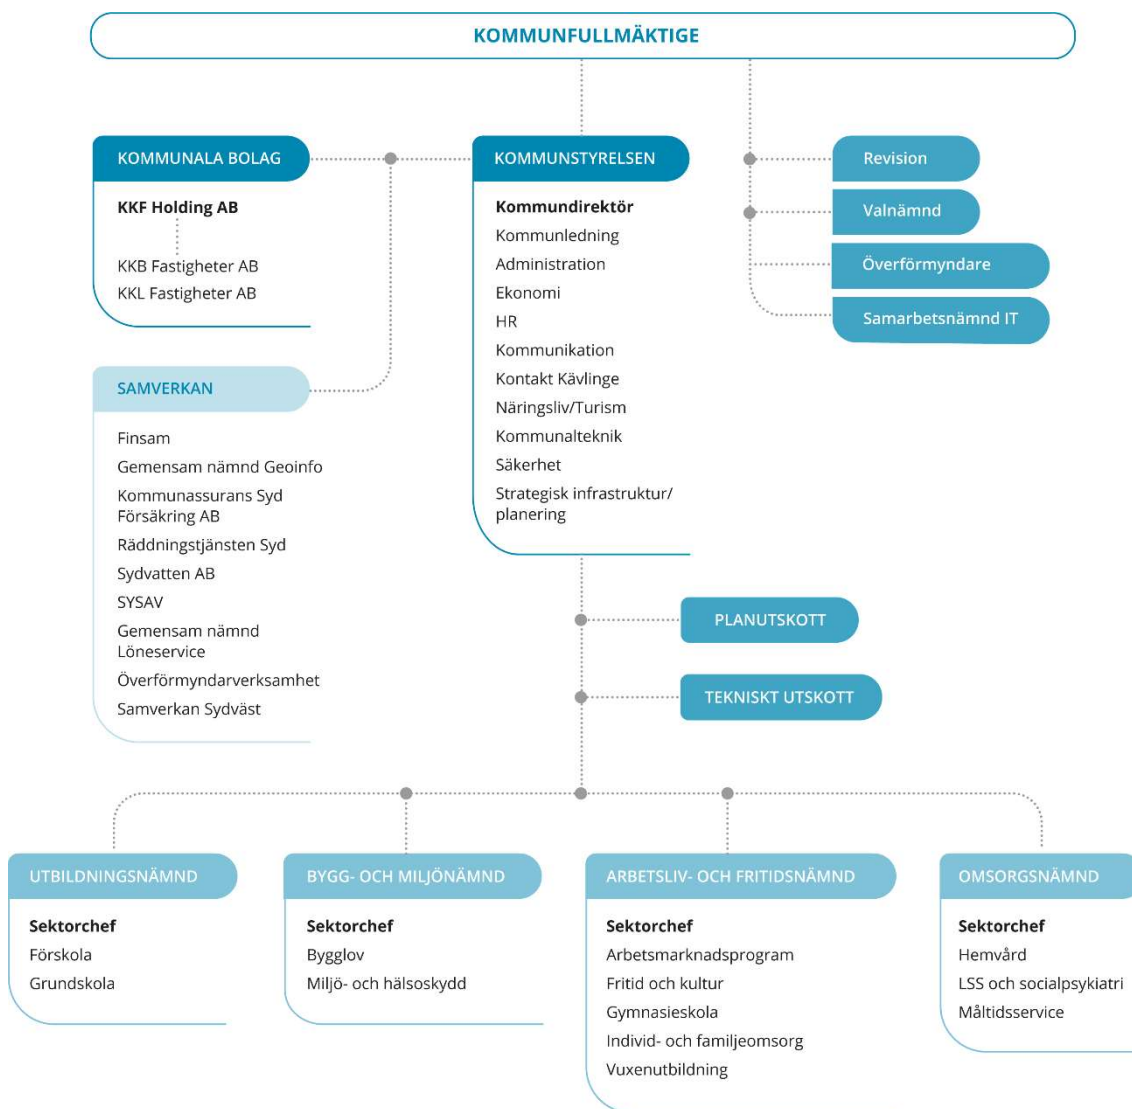 KOMMUNFULLMÄKTIGE
KOMMUNALA BOLAG
KKF Holding AB
KKB Fastigheter AB
KKL Fastigheter AB
SAMVERKAN
Finsam
Gemensam nämnd Geoinfo
Kommunassurans Syd
Försäkring AB
Räddningstjänsten Syd
Sydvatten AB
SYSAV
Gemensam nämnd
Löneservice
Överförmyndarverksamhet
Samverkan Sydväst
KOMMUNSTYRELSEN
Kommundirektör
Kommunledning
Administration
Ekonomi
HR
Kommunikation
Kontakt Kävlinge
Näringsliv/Turism
Kommunalteknik
Säkerhet
Strategisk infrastruktur/
planering
Revision
Valnämnd
Överförmyndare
Samarbetsnämnd IT
PLANUTSKOTT
TEKNISKT UTSKOTT
UTBILDNINGSNÄMND
Sektorchef
Förskola
Grundskola
BYGG- OCH MILJÖNÄMND
Sektorchef
Bygglov
Miljö- och hälsoskydd
ARBETSLIV- OCH FRITIDSNÄMND
Sektorchef
Arbetsmarknadsprogram
Fritid och kultur
Gymnasieskola
Individ- och familjeomsorg
Vuxenutbildning
OMSORGSNÄMND
Sektorchef
Hemvård
LSS och socialpsykiatri
Måltidsservice